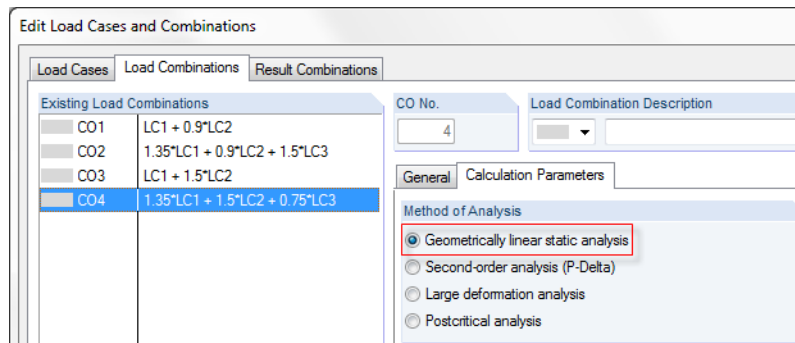 Edit Load Cases and Combinations
Load Cases Load Combinations Result Combinations
Existing Load Combinations
CO1 LC1 + 0.9*LC2
CO2 1.35*LC1 + 0.9*LC2 + 1.5*LC3
CO3 LC1 + 1.5*LC2
CO4 1.35*LC1 + 1.5*LC2 + 0.75*LC3
CO No.
4
Load Combination Description
General Calculation Parameters
Method of Analysis
Geometrically linear static analysis
Second-order analysis (P-Delta)
Large deformation analysis
Postcritical analysis